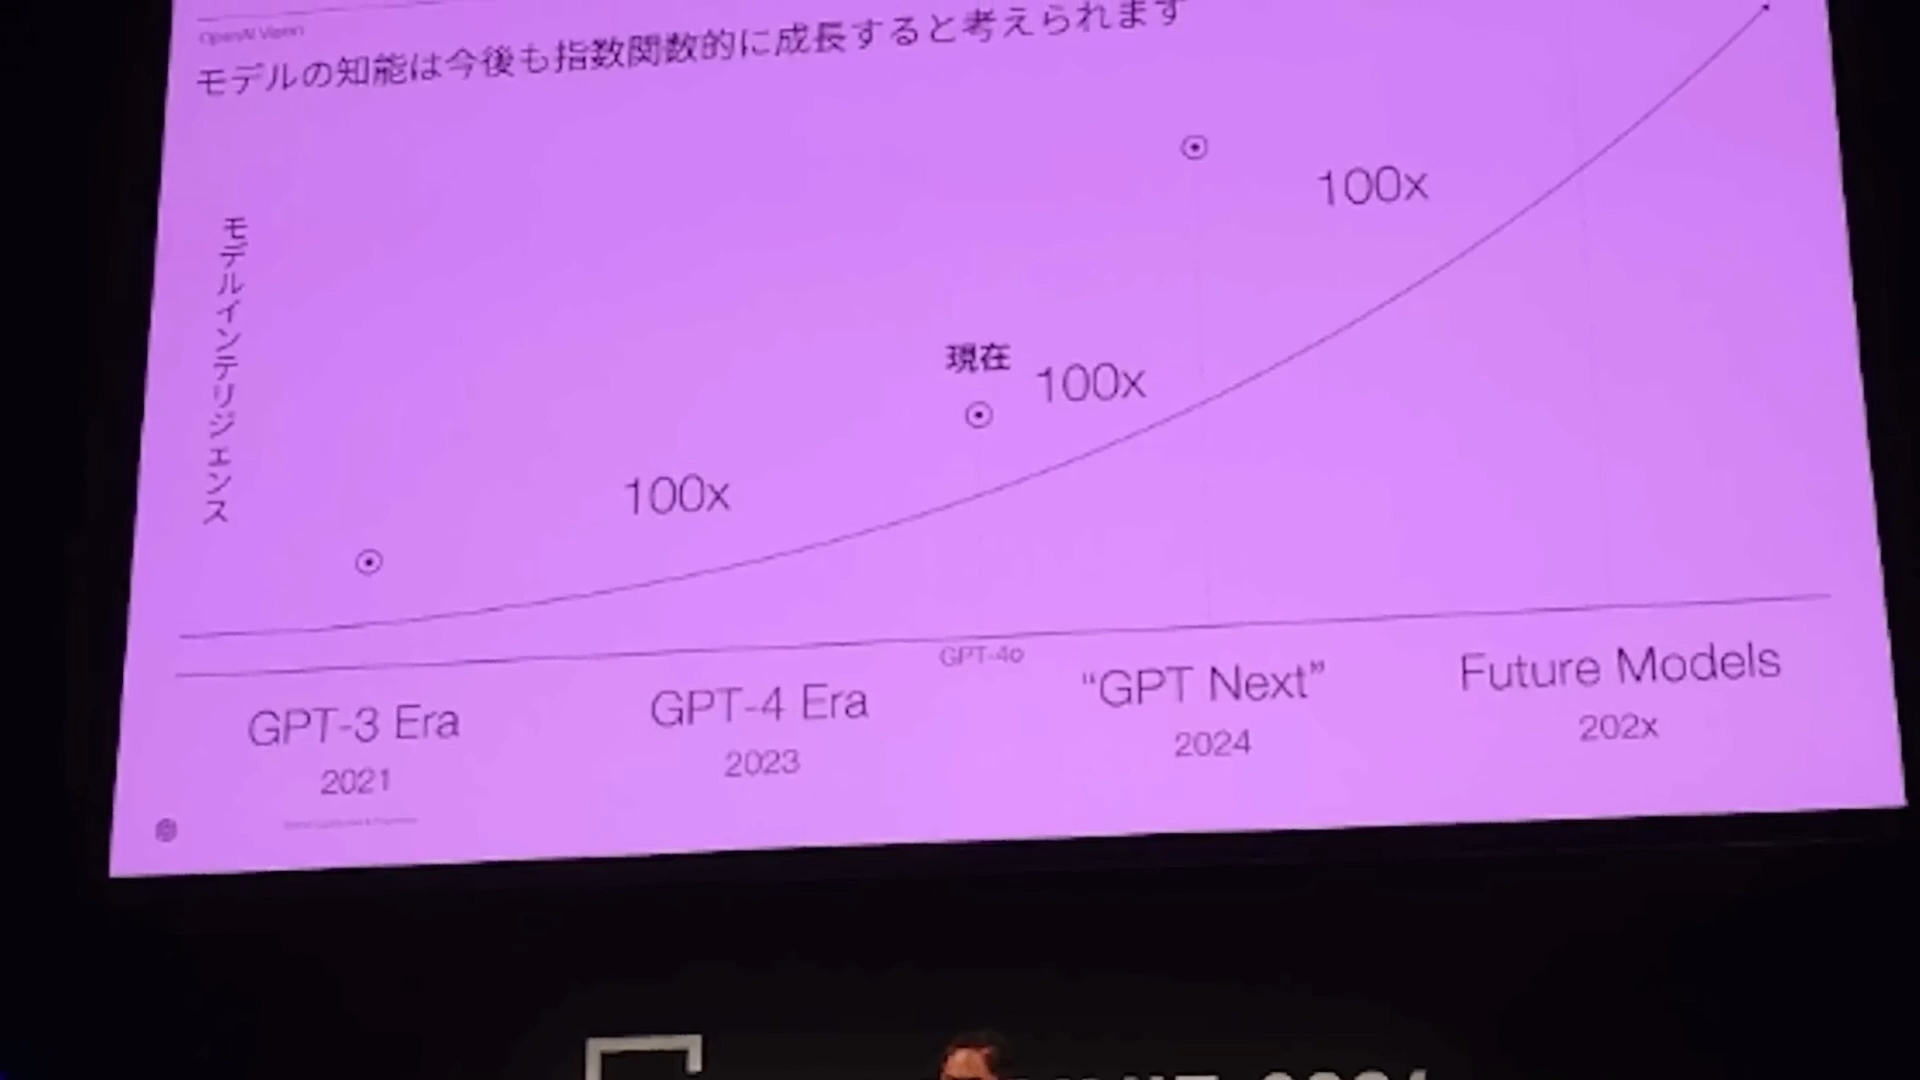 OpenAI Vision
モデルの知能は今後も指数関数的に成長すると考えられます
モデルインテリジェンス
100x
現在
100x
100x
GPT-4o
GPT-3 Era
2021
GPT-4 Era
2023
“GPT Next”
2024
Future Models
202x